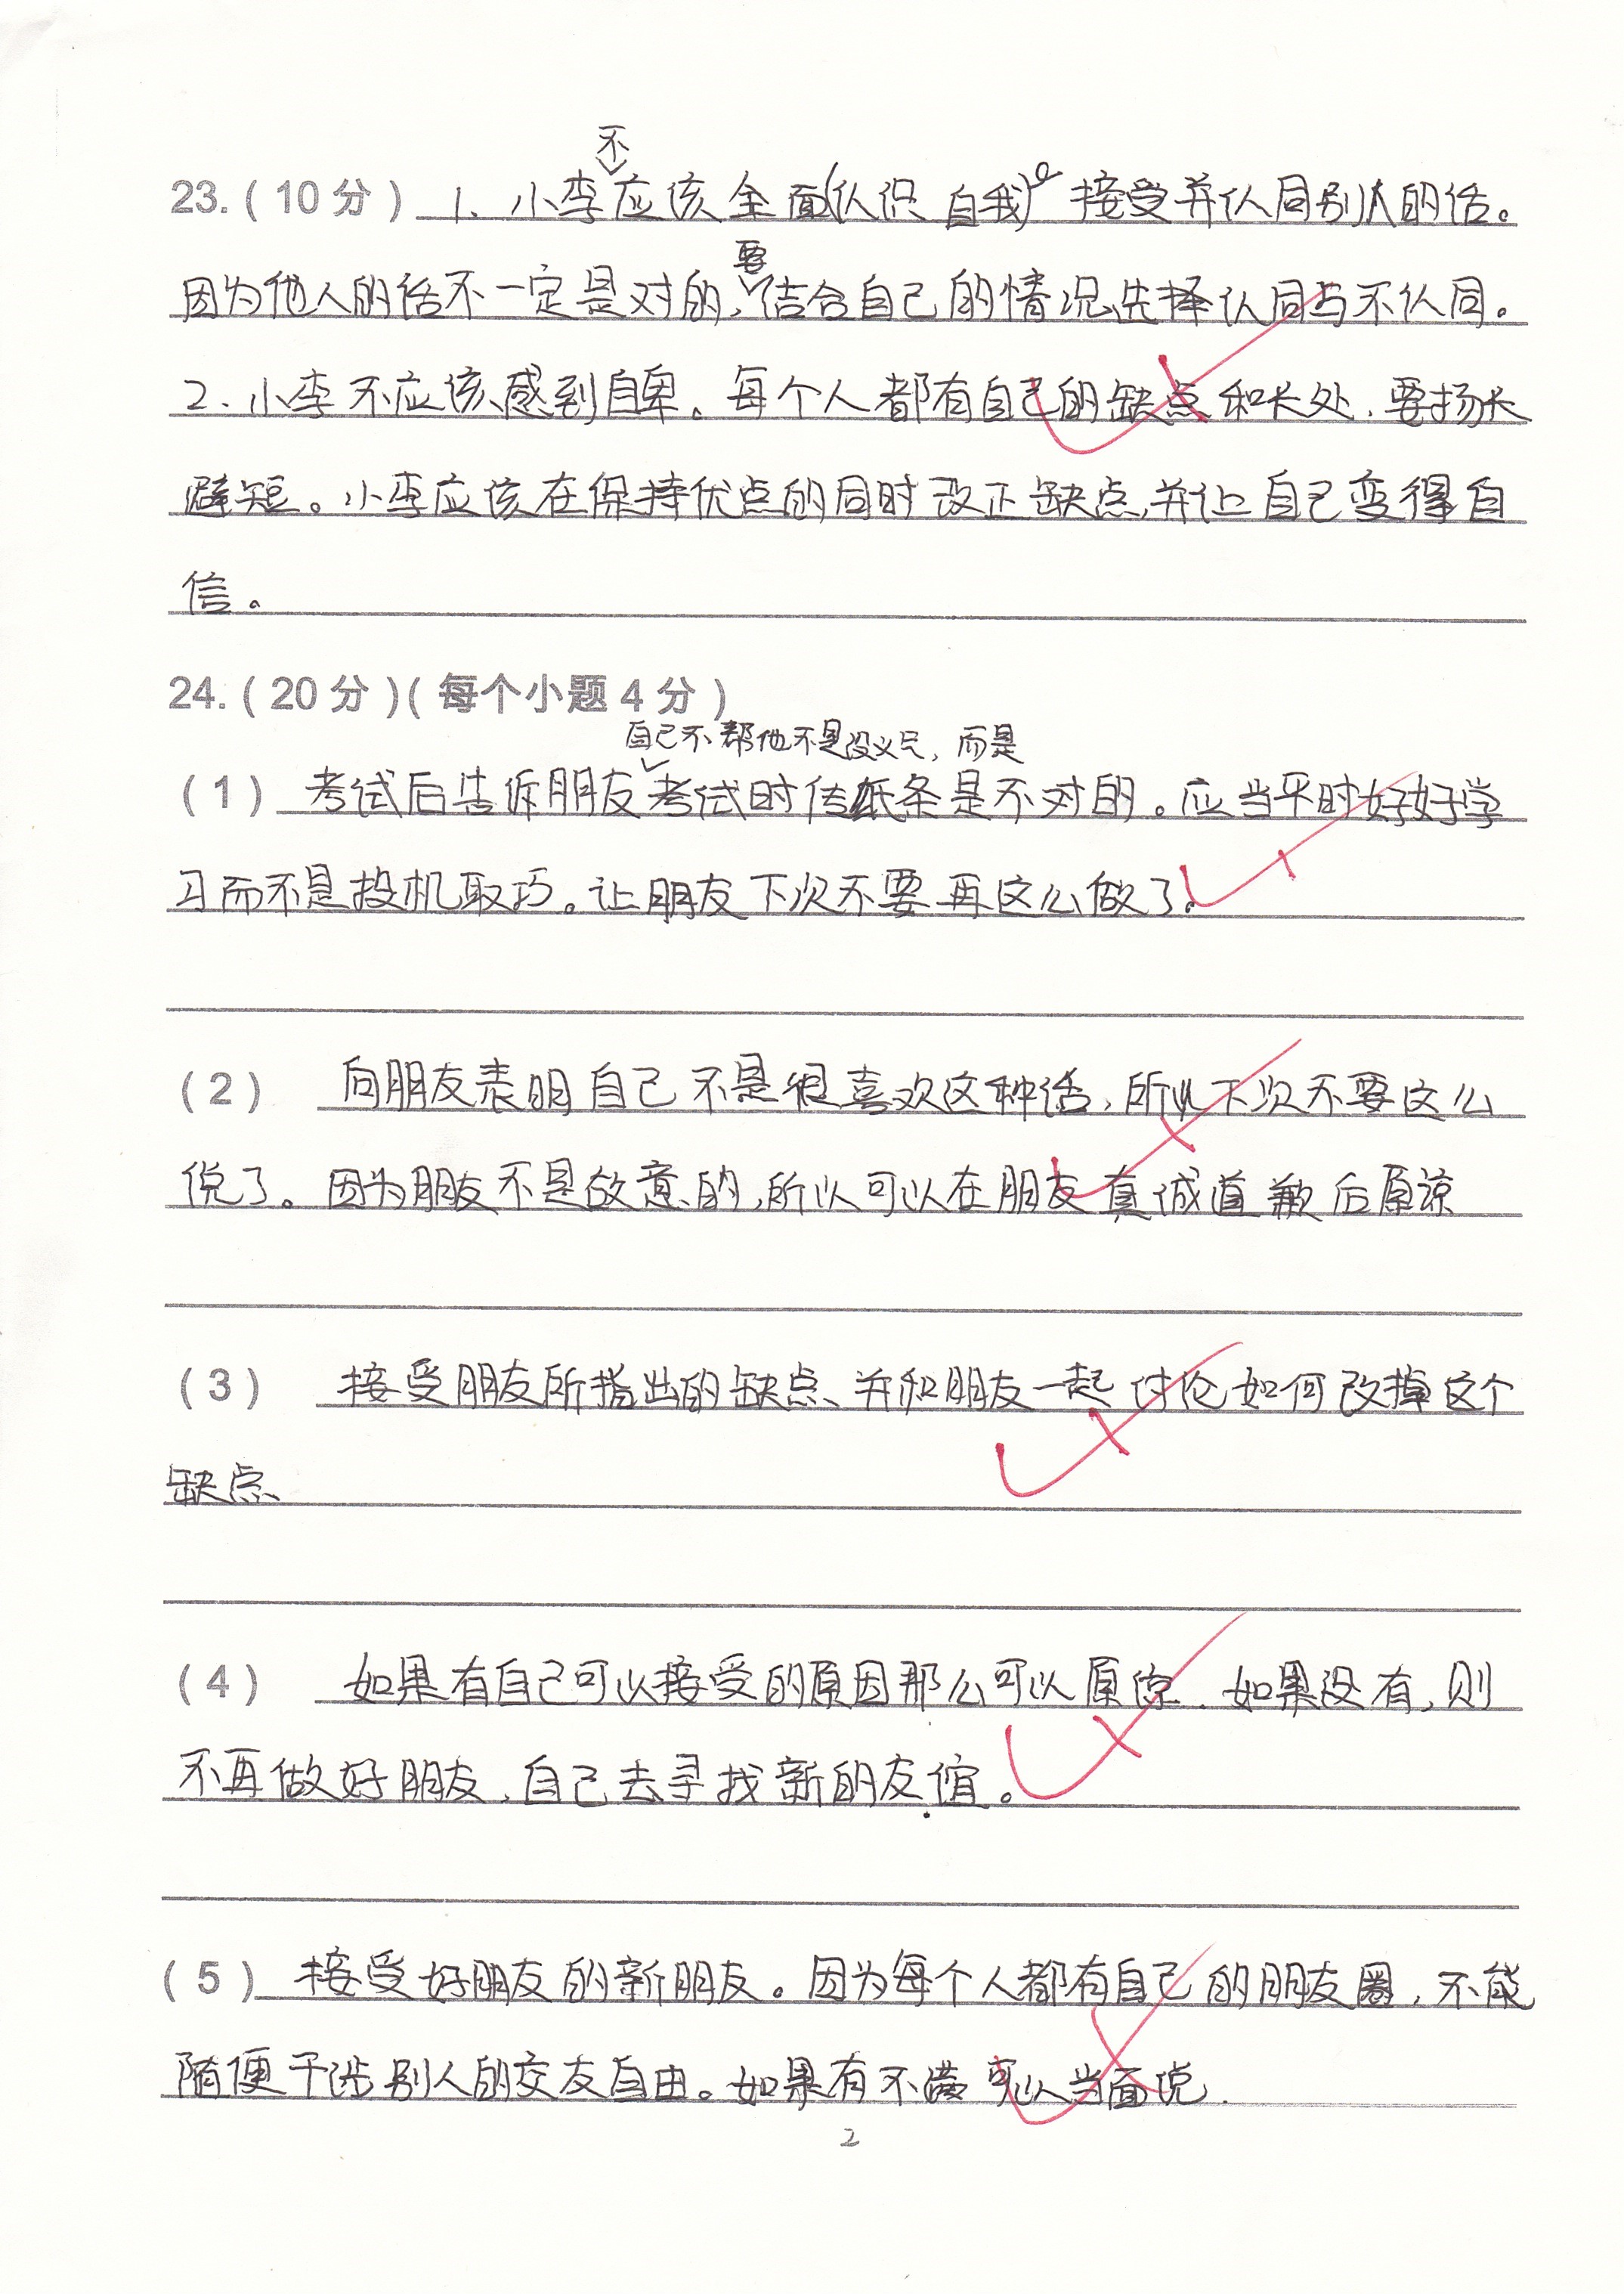 23.(10分) 1、小李不应该全面(认识自我)接受并认同别人的话。
因为他人的话不一定是对的,要结合自己的情况选择认同与不认同。
2、小李不应该感到自卑。每个人都有自己的缺点和长处,要扬长
避短。小李应该在保持优点的同时改正缺点,并让自己变得自
信。
24.(20分)(每个小题4分)
自己不帮他不是没义气,而是
(1) 考试后告诉朋友考试时传纸条是不对的。应当平时好好学
习而不是投机取巧。让朋友下次不要再这么做了。
(2) 向朋友表明自己不是很喜欢这种话,所以下次不要这么
说了。因为朋友不是故意的,所以可以在朋友真诚道歉后原谅
(3) 接受朋友所指出的缺点、并和朋友一起讨论如何改掉这个
缺点、
(4) 如果有自己可以接受的原因那么可以原谅.如果没有,则
不再做好朋友,自己去寻找新的友谊。
(5) 接受好朋友的新朋友。因为每个人都有自己的朋友圈,不能
随便干涉别人的交友自由。如果有不满可以当面说.
2